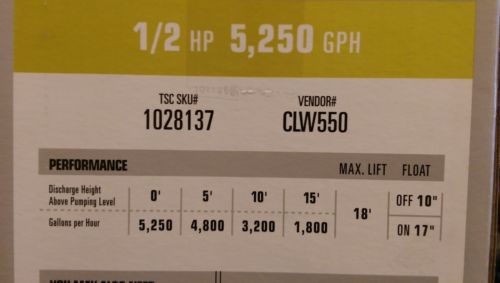 1/2 HP 5,250 GPH
TSC SKU# VENDOR#
1028137 CLW550
PERFORMANCE MAX. LIFT FLOAT
Discharge Height Above Pumping Level 0' 5' 10' 15' 18' OFF 10"
Gallons per Hour 5,250 4,800 3,200 1,800 ON 17"